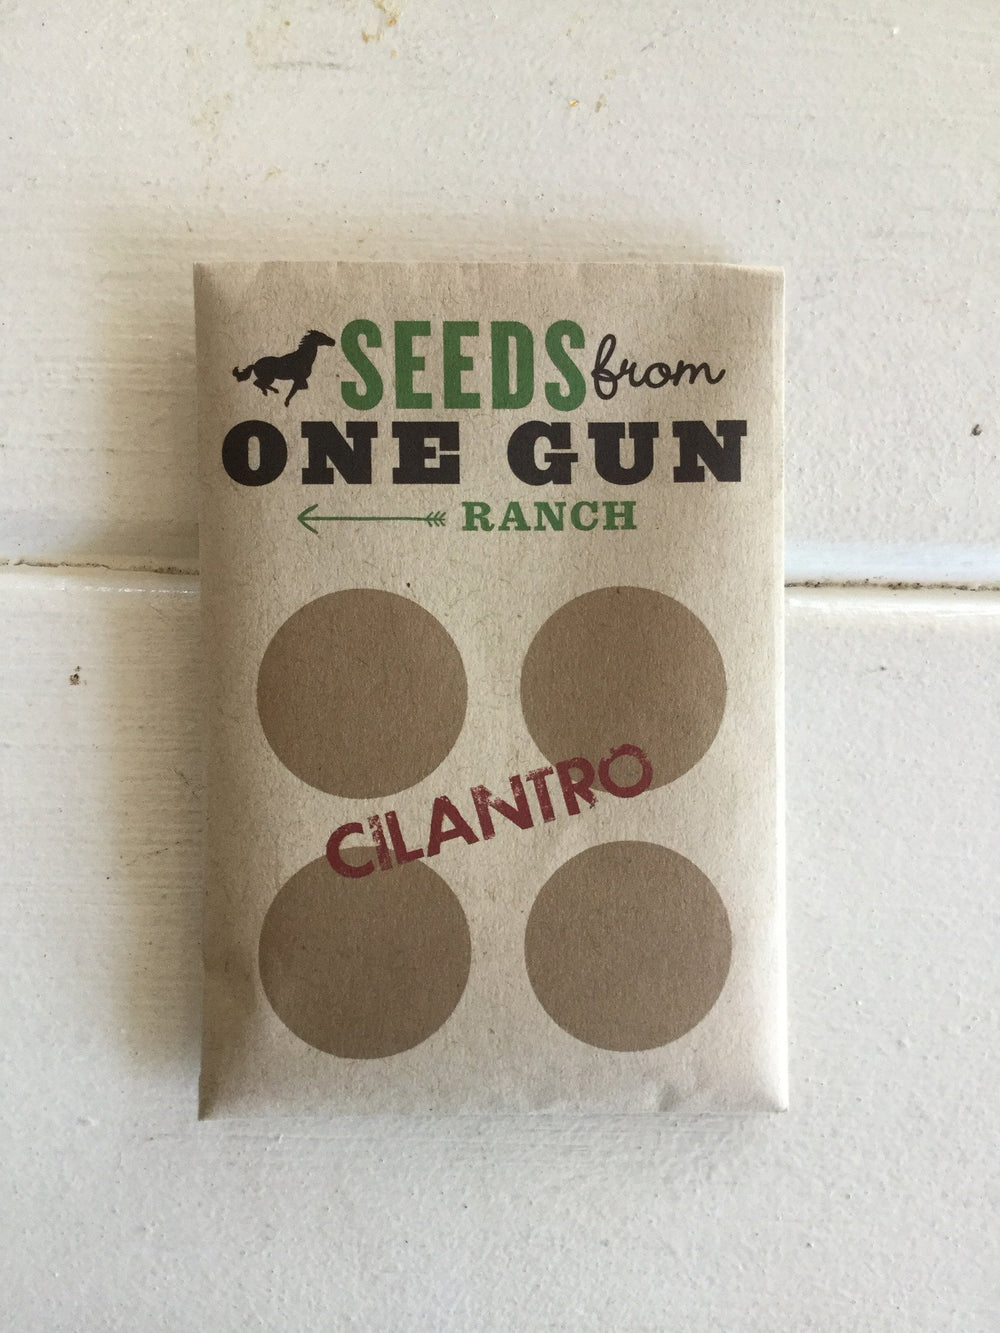 SEEDS from
ONE GUN
RANCH
CILANTRO